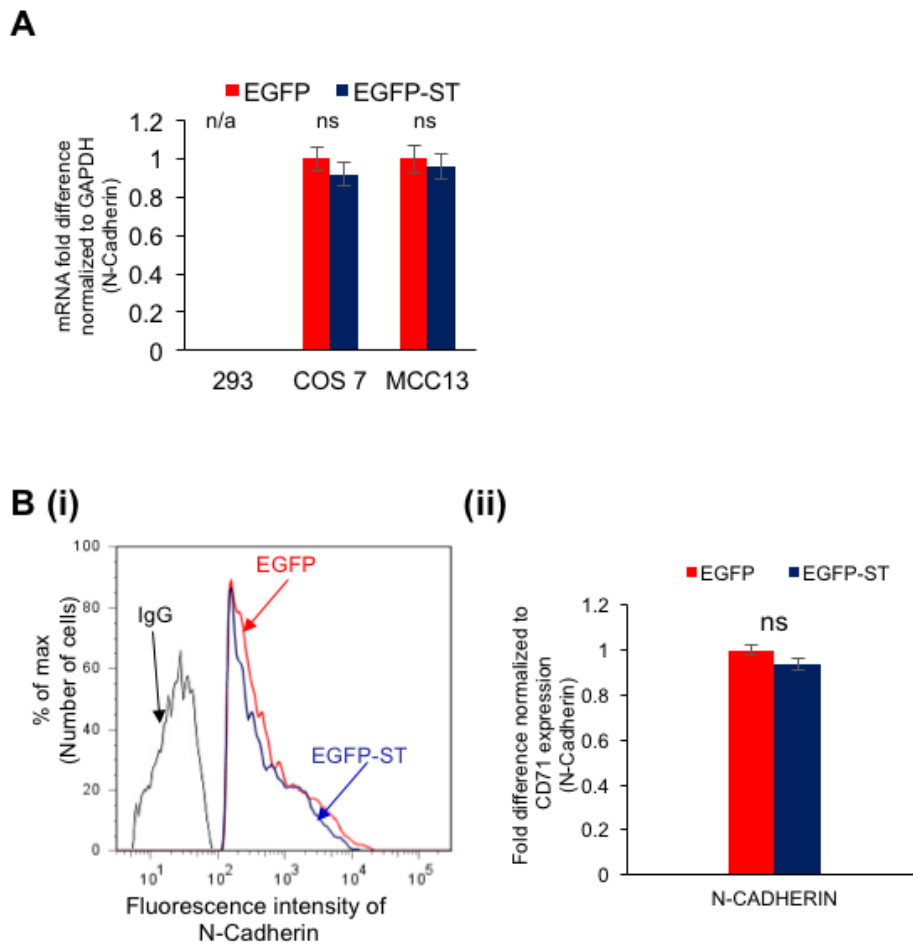 A
EGFP EGFP-ST
n/a ns ns
mRNA fold difference
normalized to GAPDH
(N-Cadherin)
1.2
1
0.8
0.6
0.4
0.2
0
293 COS 7 MCC13
B (i)
% of max
(Number of cells)
100
80
60
40
20
0
IgG
EGFP
EGFP-ST
10¹ 10² 10³ 10⁴ 10⁵
Fluorescence intensity of
N-Cadherin
(ii)
EGFP EGFP-ST
Fold difference normalized to
CD71 expression
(N-Cadherin)
1.2
1
0.8
0.6
0.4
0.2
0
ns
N-CADHERIN